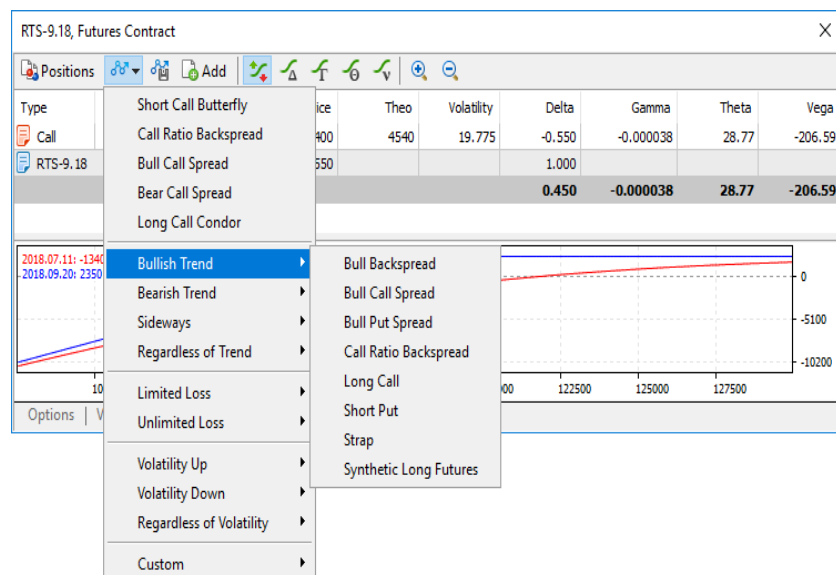 RTS-9.18, Futures Contract
Positions Add Δ Γ Θ ν
Type ice Theo Volatility Delta Gamma Theta Vega
Call 400 4540 19.775 -0.550 -0.000038 28.77 -206.59
RTS-9.18 550 1.000
0.450 -0.000038 28.77 -206.59
Short Call Butterfly
Call Ratio Backspread
Bull Call Spread
Bear Call Spread
Long Call Condor
Bullish Trend
Bearish Trend
Sideways
Regardless of Trend
Limited Loss
Unlimited Loss
Volatility Up
Volatility Down
Regardless of Volatility
Custom
Bull Backspread
Bull Call Spread
Bull Put Spread
Call Ratio Backspread
Long Call
Short Put
Strap
Synthetic Long Futures
2018.07.11: -1340
2018.09.20: 2350
0
-5100
-10200
10 00 122500 125000 127500
Options V